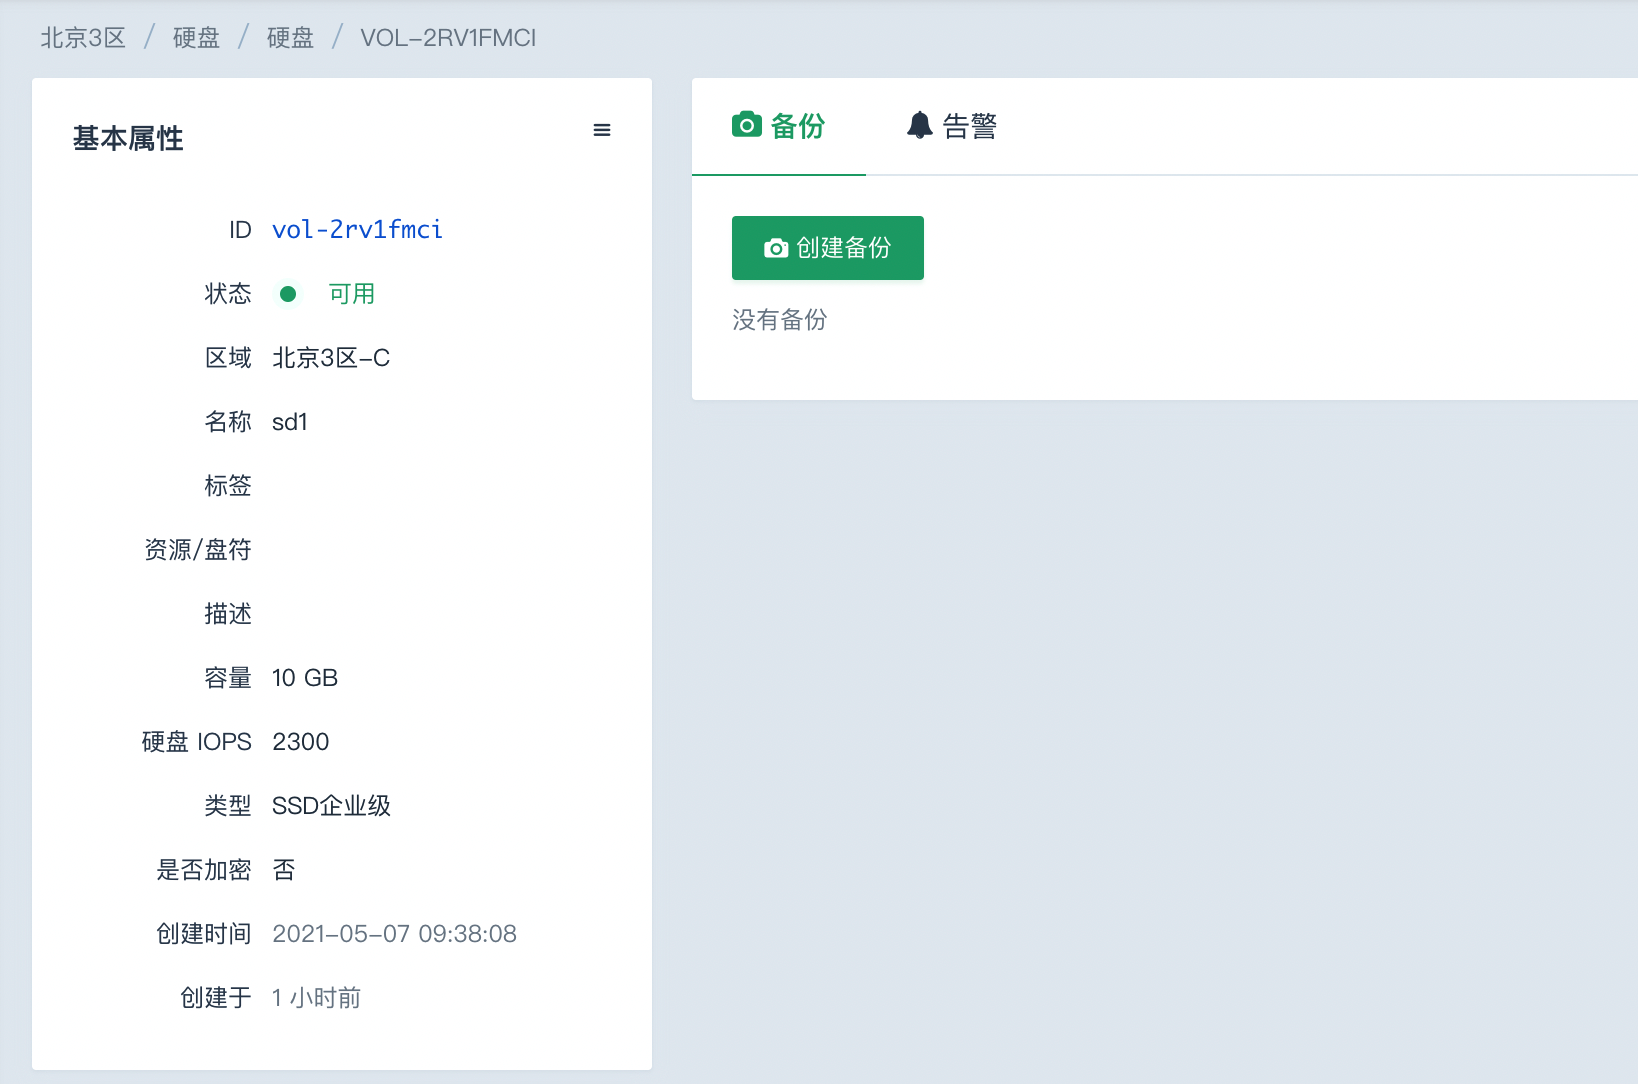 北京3区 / 硬盘 / 硬盘 / VOL-2RV1FMCI
基本属性
ID vol-2rv1fmci
状态 可用
区域 北京3区-C
名称 sd1
标签
资源/盘符
描述
容量 10 GB
硬盘 IOPS 2300
类型 SSD企业级
是否加密 否
创建时间 2021-05-07 09:38:08
创建于 1 小时前
备份 告警
创建备份
没有备份